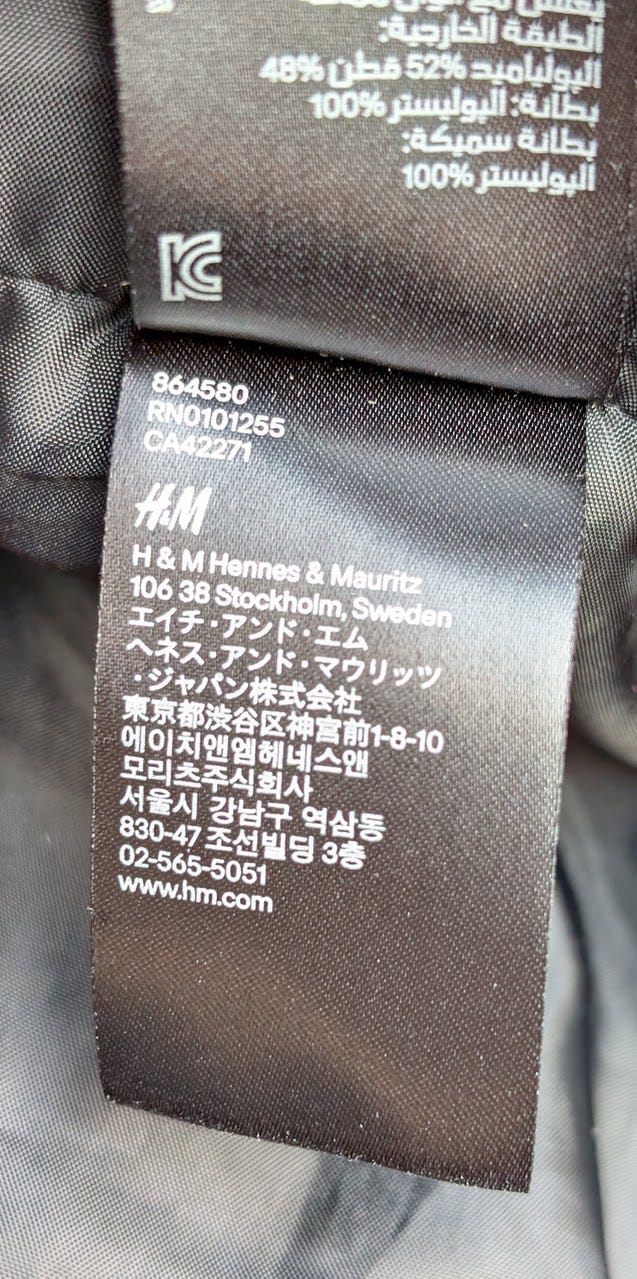 الطبقة الخارجية:
البولياميد 52% قطن 48%
بطانة: البوليستر 100%
بطانة سميكة:
البوليستر 100%
KC
864580
RN0101255
CA42271
H&M
H & M Hennes & Mauritz
106 38 Stockholm, Sweden
エイチ・アンド・エム
ヘネス・アンド・マウリッツ
・ジャパン株式会社
東京都渋谷区神宮前1-8-10
에이치앤엠헤네스앤
모리츠주식회사
서울시 강남구 역삼동
830-47 조선빌딩 3층
02-565-5051
www.hm.com